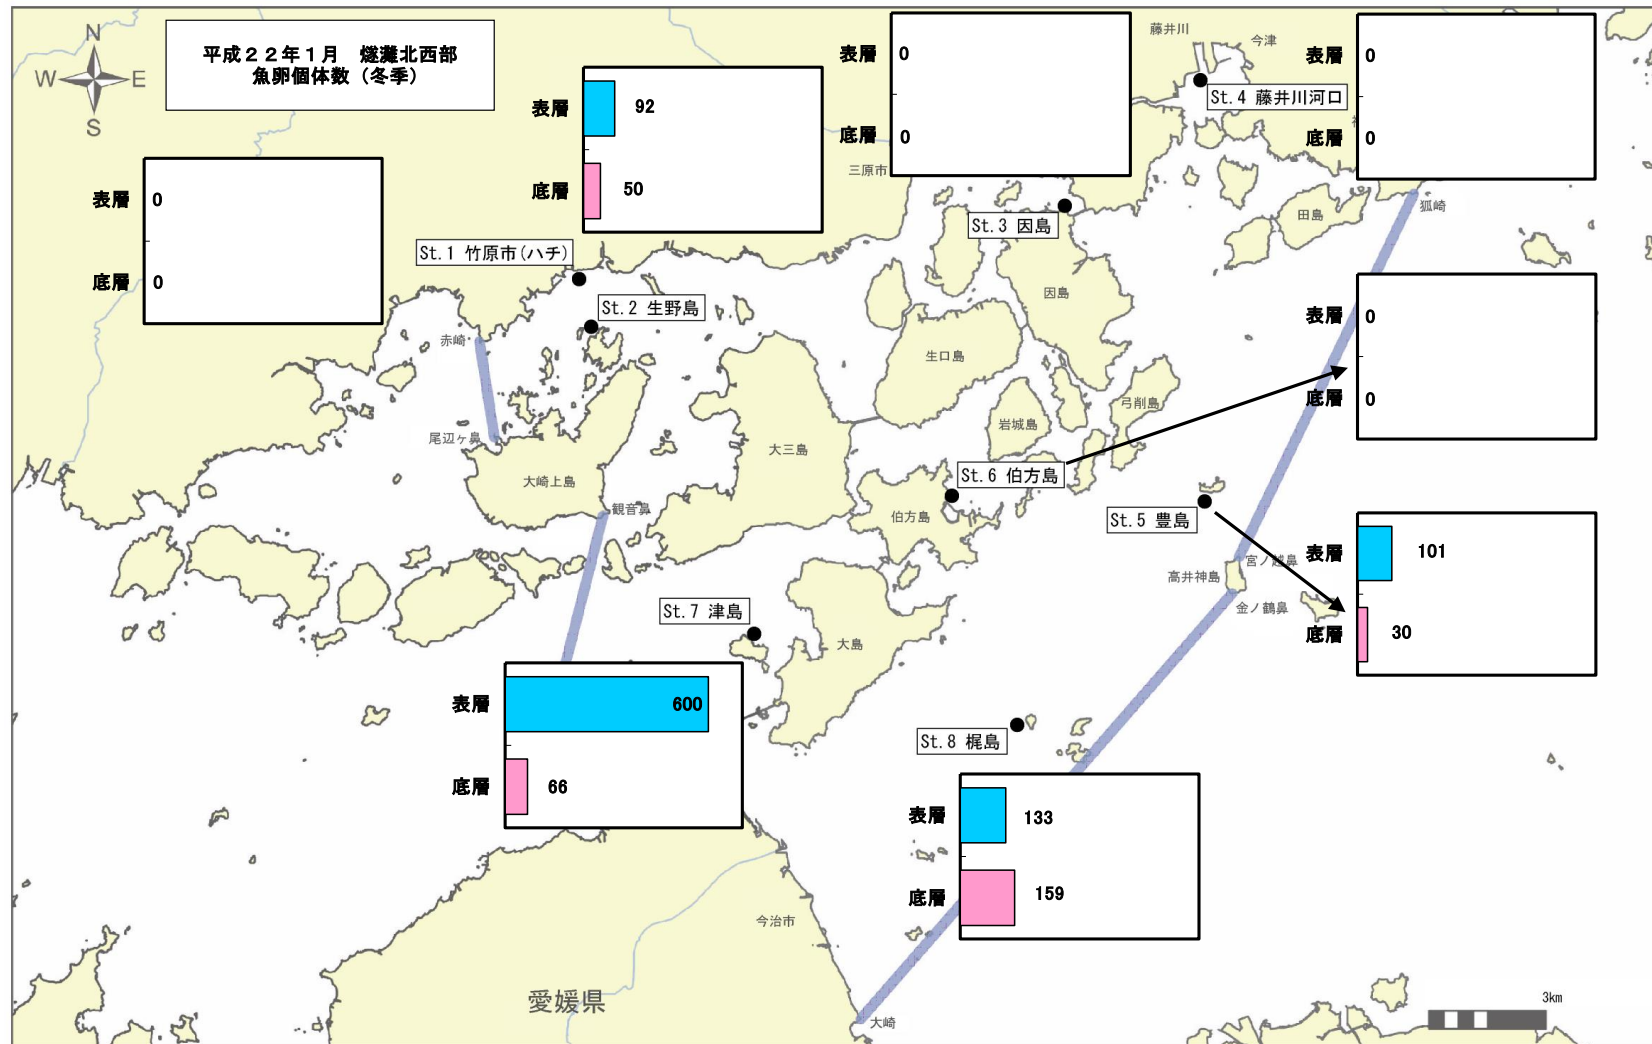 N
W E
S
平成22年1月 燧灘北西部
魚卵個体数(冬季)
表層 0
底層 0
表層 92
底層 50
表層 0
底層 0
表層 0
底層 0
藤井川
今津
St.4 藤井川河口
三原市
St.3 因島
田島
狐崎
St.1 竹原市(ハチ)
St.2 生野島
赤崎
因島
生口島
表層 0
底層 0
弓削島
岩城島
尾辺ヶ鼻
大三島
大崎上島
St.6 伯方島
観音鼻
伯方島
St.5 豊島
表層 101
底層 30
宮ノ越鼻
高井神島
金ノ鶴鼻
St.7 津島
大島
表層 600
底層 66
St.8 梶島
表層 133
底層 159
今治市
愛媛県
大崎
3km